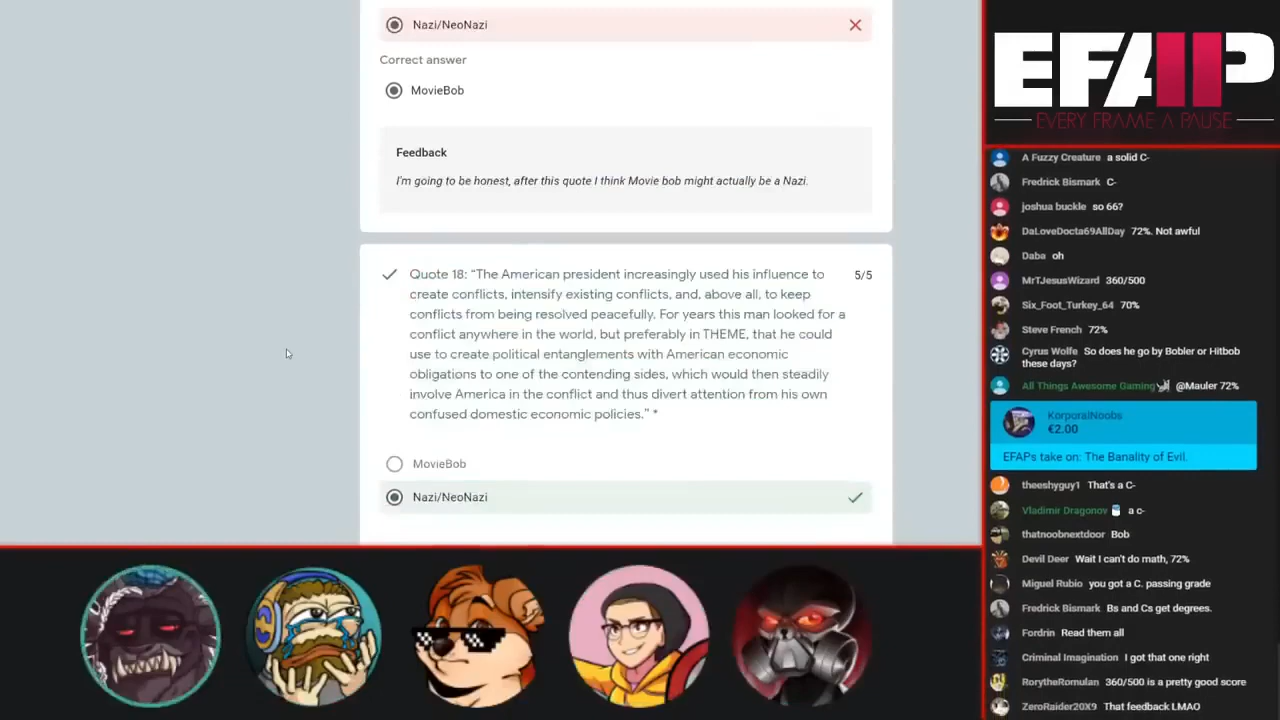 Nazi/NeoNazi
Correct answer
MovieBob
Feedback
I'm going to be honest, after this quote I think Movie bob might actually be a Nazi.
Quote 18: “The American president increasingly used his influence to
5/5
create conflicts, intensify existing conflicts, and, above all, to keep
conflicts from being resolved peacefully. For years this man looked for a
conflict anywhere in the world, but preferably in THEME, that he could
use to create political entanglements with American economic
obligations to one of the contending sides, which would then steadily
involve America in the conflict and thus divert attention from his own
confused domestic economic policies.” *
MovieBob
Nazi/NeoNazi
EFAP
EVERY FRAME A PAUSE
A Fuzzy Creature a solid C-
Fredrick Bismark C-
joshua buckle so 66?
DaLoveDocta69AllDay 72%. Not awful
Daba oh
MrTJesusWizard 360/500
Six_Foot_Turkey_64 70%
Steve French 72%
Cyrus Wolfe So does he go by Bobler or Hitbob
these days?
All Things Awesome Gaming @Mauler 72%
KorporalNoobs
€2.00
EFAPs take on: The Banality of Evil.
theeshyguy1 That's a C-
Vladimir Dragonov a c-
thatnoobnextdoor Bob
Devil Deer Wait I can't do math, 72%
Miguel Rubio you got a C. passing grade
Fredrick Bismark Bs and Cs get degrees.
Fordrin Read them all
Criminal Imagination I got that one right
RorytheRomulan 360/500 is a pretty good score
ZeroRaider20X9 That feedback LMAO